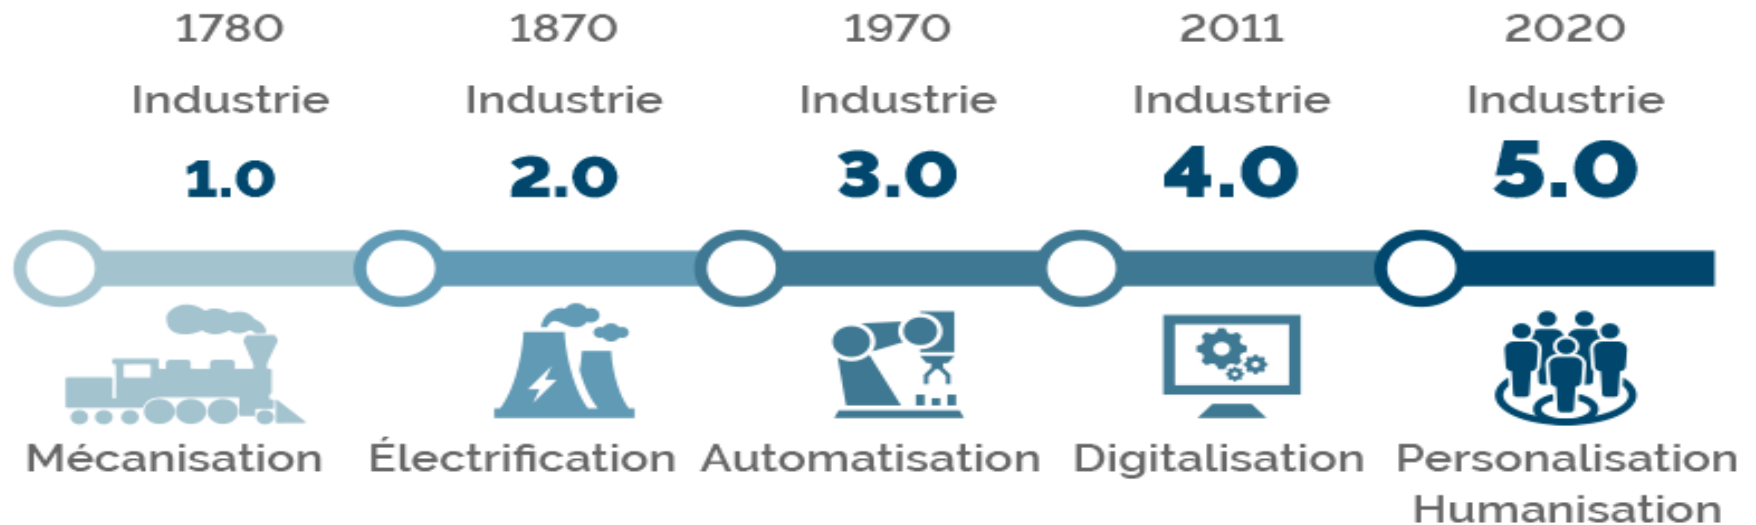 1780
Industrie
1.0
Mécanisation
1870
Industrie
2.0
Électrification
1970
Industrie
3.0
Automatisation
2011
Industrie
4.0
Digitalisation
2020
Industrie
5.0
Personalisation
Humanisation